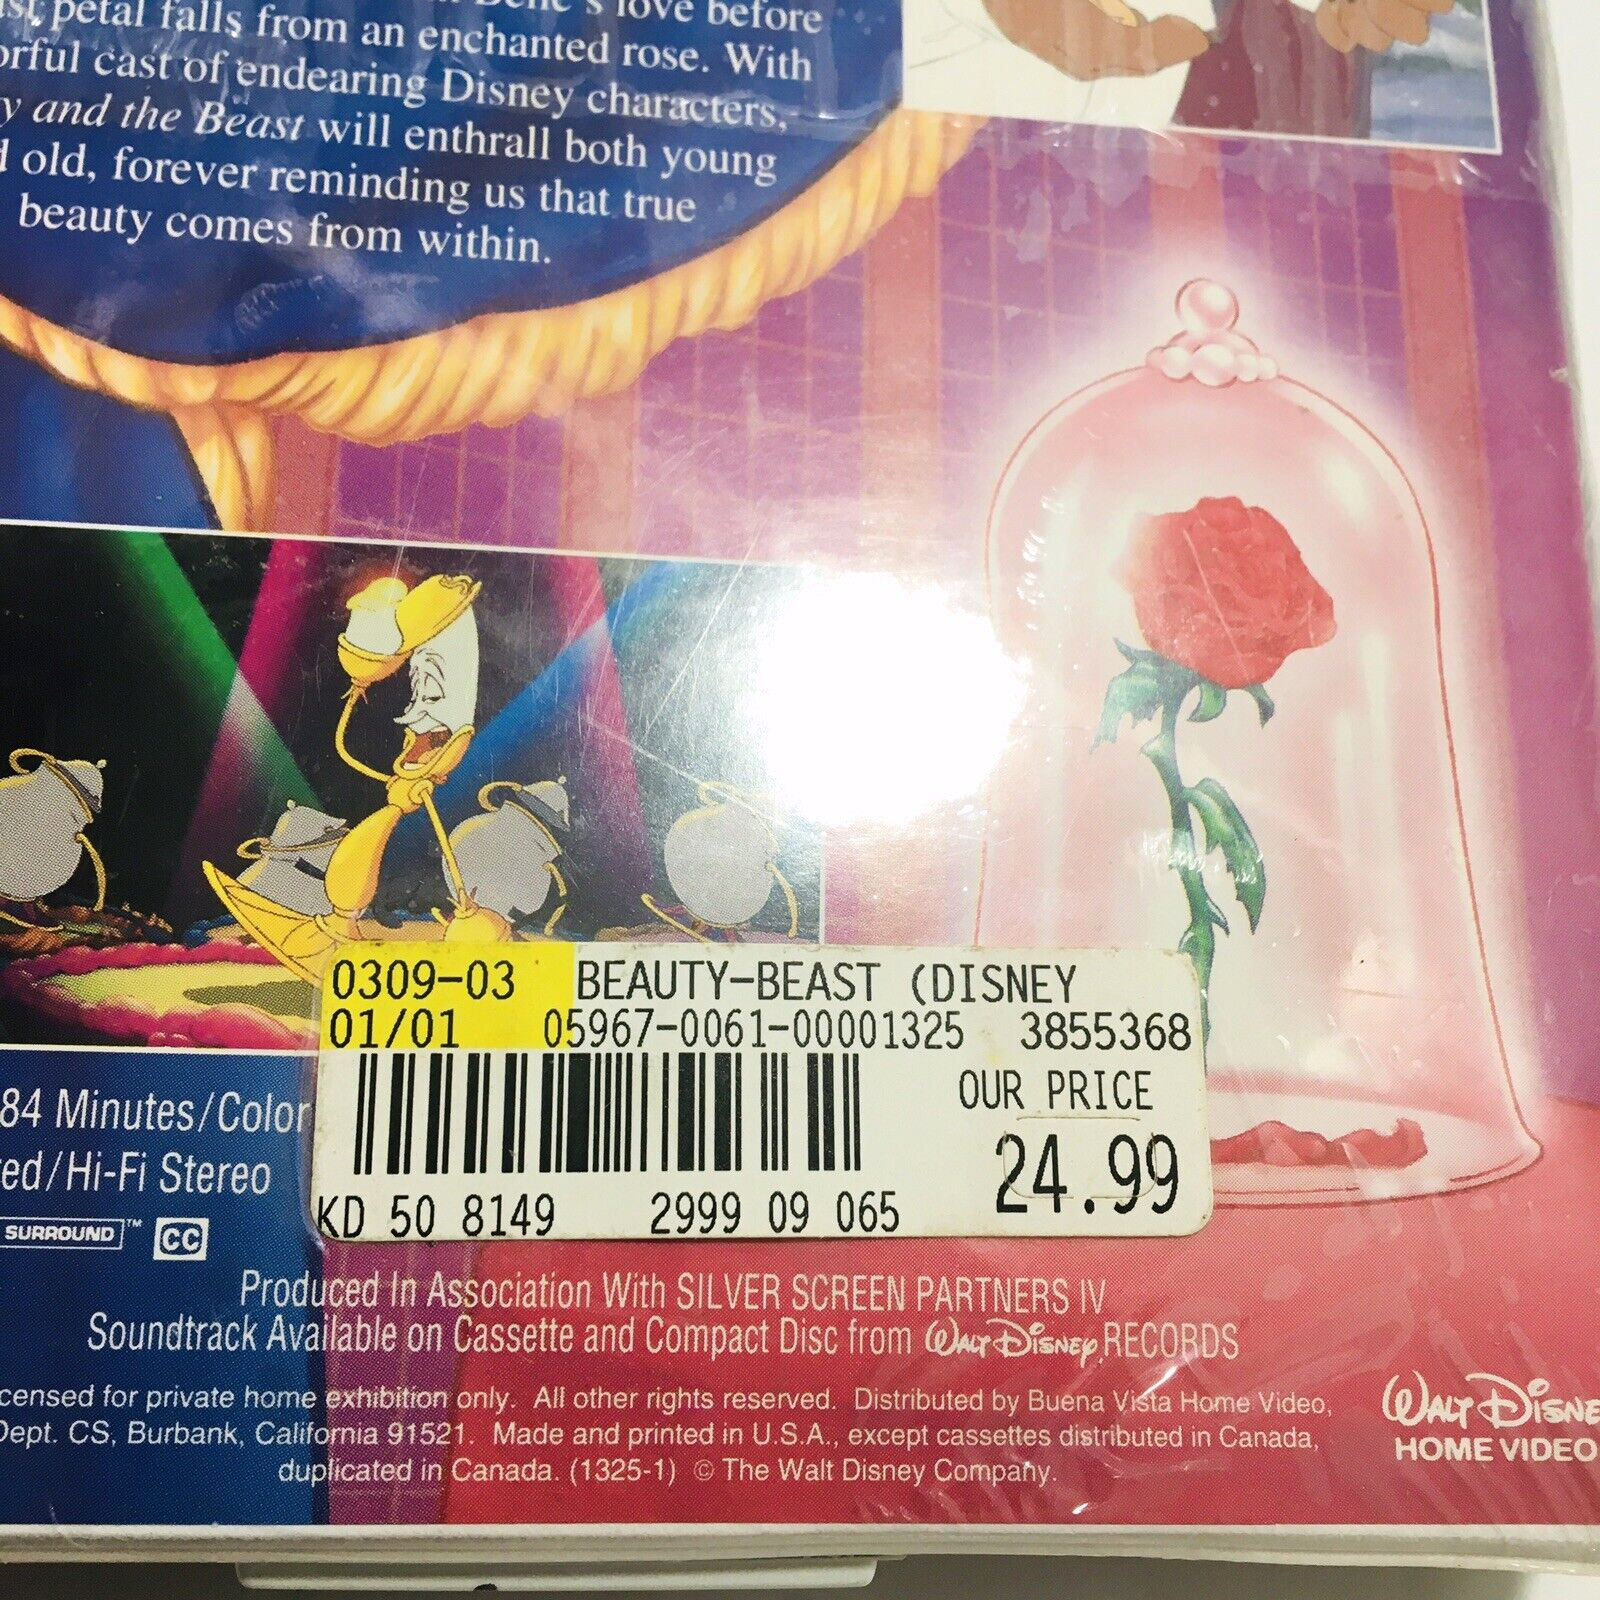 love before
petal falls from an enchanted rose. With
cast of endearing Disney characters,
and the Beast will enthrall both young
old, forever reminding us that true
beauty comes from within.
0309-03 BEAUTY-BEAST (DISNEY
01/01 05967-0061-00001325 3855368
OUR PRICE
24.99
KD 50 8149 2999 09 065
84 Minutes/Color
/Hi-Fi Stereo
SURROUND™ CC
Produced In Association With SILVER SCREEN PARTNERS IV
Soundtrack Available on Cassette and Compact Disc from Walt Disney RECORDS
for private home exhibition only. All other rights reserved. Distributed by Buena Vista Home Video,
Dept. CS, Burbank, California 91521. Made and printed in U.S.A., except cassettes distributed in Canada,
duplicated in Canada. (1325-1) © The Walt Disney Company.
Walt Disne
HOME VIDEO